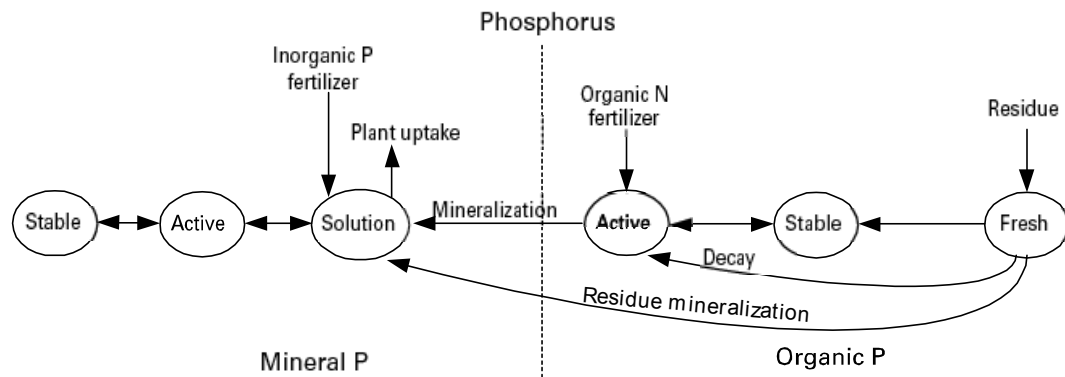 Phosphorus
Inorganic P
fertilizer
Plant uptake
Organic N
fertilizer
Residue
Stable
Active
Solution
Mineralization
Active
Stable
Fresh
Decay
Residue mineralization
Mineral P
Organic P